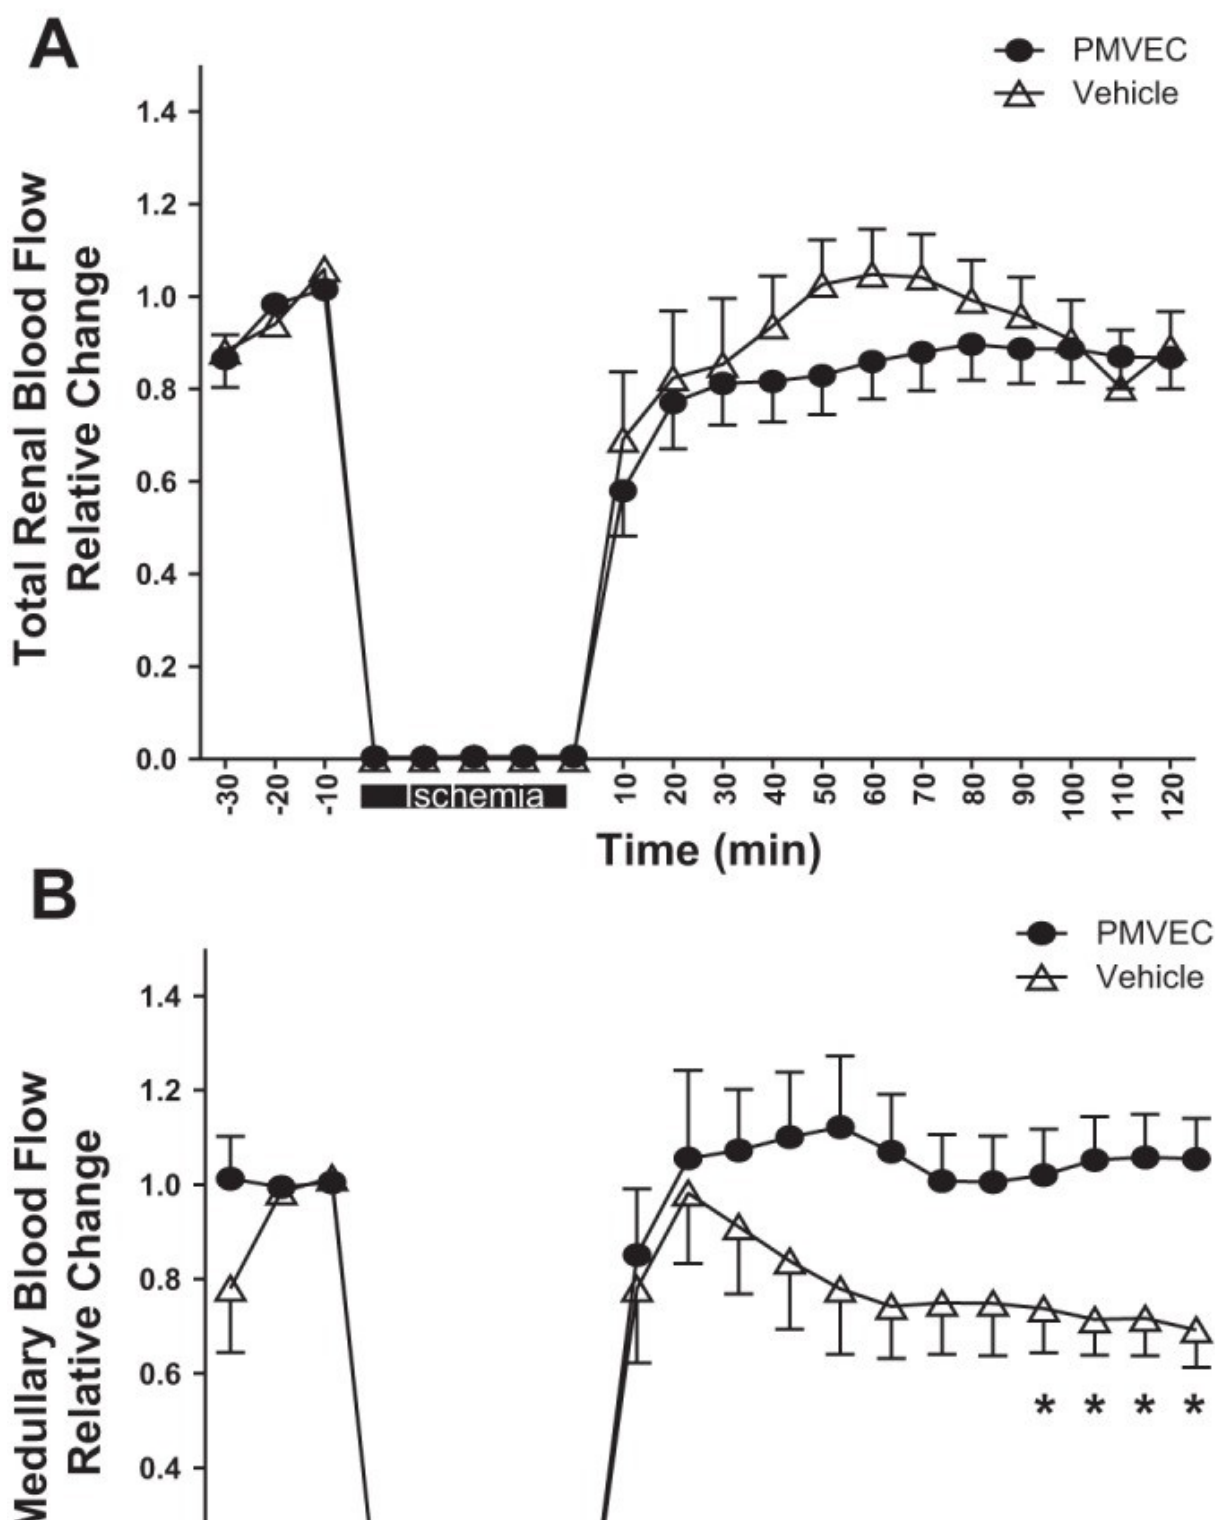 A
PMVEC
Vehicle
Total Renal Blood Flow
Relative Change
1.4
1.2
1.0
0.8
0.6
0.4
0.2
0.0
-30 -20 -10 Ischemia 10 20 30 40 50 60 70 80 90 100 110 120
Time (min)
B
PMVEC
Vehicle
Medullary Blood Flow
Relative Change
1.4
1.2
1.0
0.8
0.6
0.4
* * * *